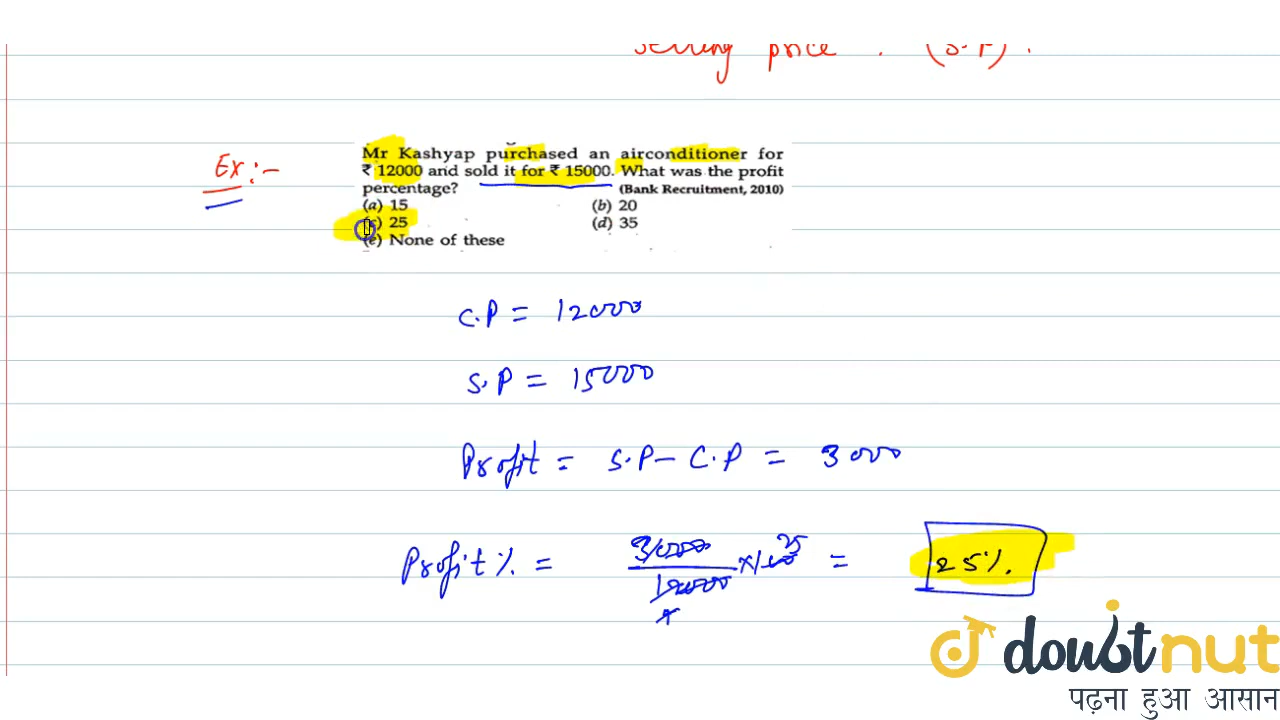 selling price . (S.P) .
Ex:-
Mr Kashyap purchased an airconditioner for
₹ 12000 and sold it for ₹ 15000. What was the profit
percentage? (Bank Recruitment, 2010)
(a) 15 (b) 20
(c) 25 (d) 35
(e) None of these
C.P = 12000
S.P = 15000
Profit = S.P - C.P = 3000
Profit % = 3000/12000 × 100 25 = 25%.
4
doubtnut
पढ़ना हुआ आसान